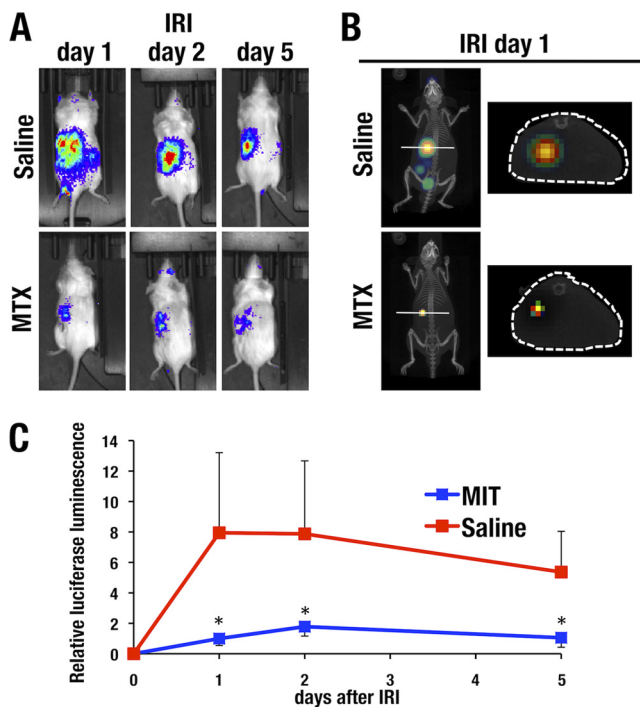 A
IRI
day 1 day 2 day 5
Saline
MTX
B
IRI day 1
Saline
MTX
C
Relative luciferase luminescence
14
12
10
8
6
4
2
0
MIT
Saline
*
*
*
0 1 2 3 4 5
days after IRI